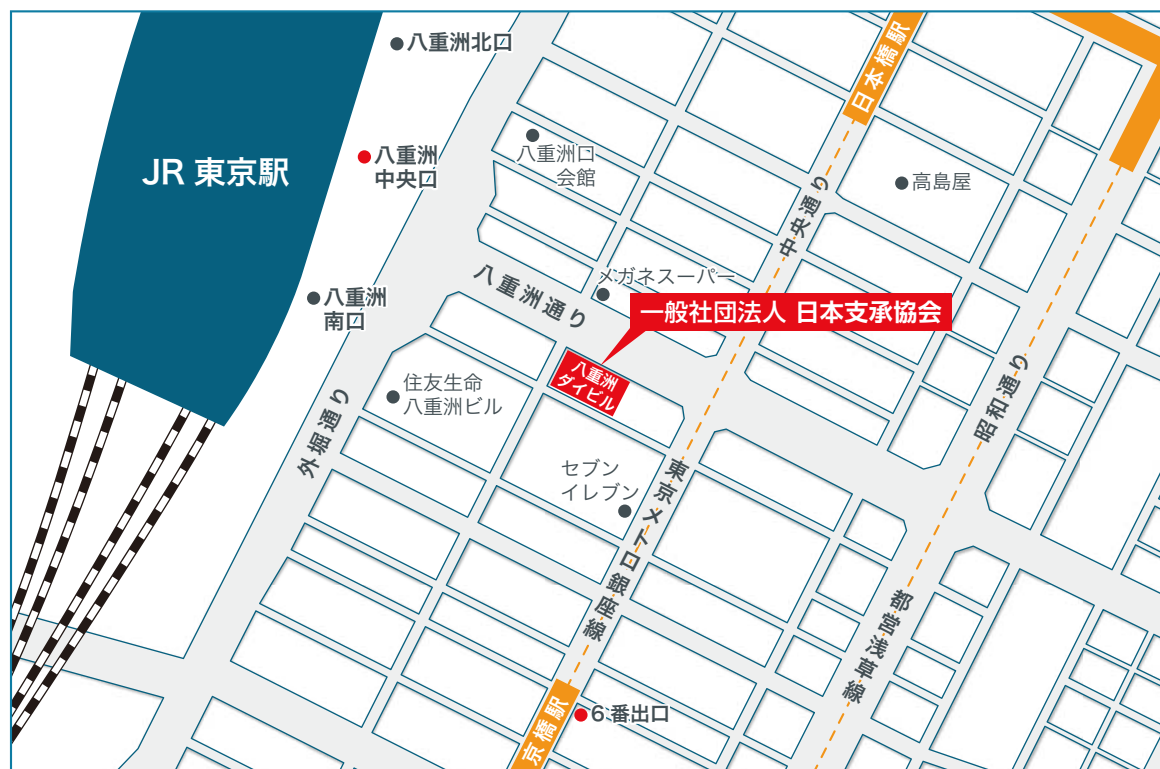 八重洲北口
日本橋駅
JR 東京駅
八重洲
中央口
八重洲口
会館
高島屋
中央通り
八重洲通り
メガネスーパー
八重洲
南口
一般社団法人 日本支承協会
八重洲
ダイビル
住友生命
八重洲ビル
外堀通り
昭和通り
セブン
イレブン
東京メトロ銀座線
都営浅草線
京橋駅
6番出口